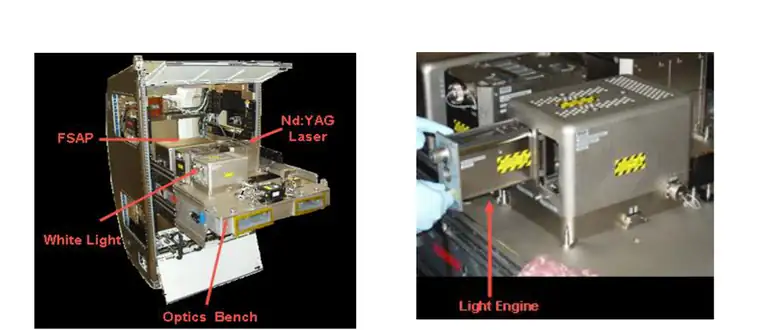 FSAP
Nd:YAG
Laser
White Light
Optics Bench
Light Engine